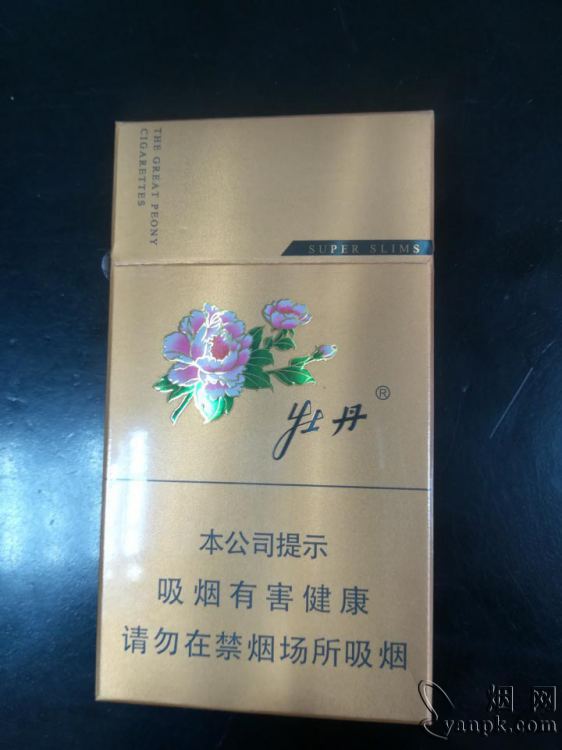 THE GREAT PEONY
CIGARETTES
SUPER SLIMS
牡丹®
本公司提示
吸烟有害健康
请勿在禁烟场所吸烟
烟网
yanpk.com